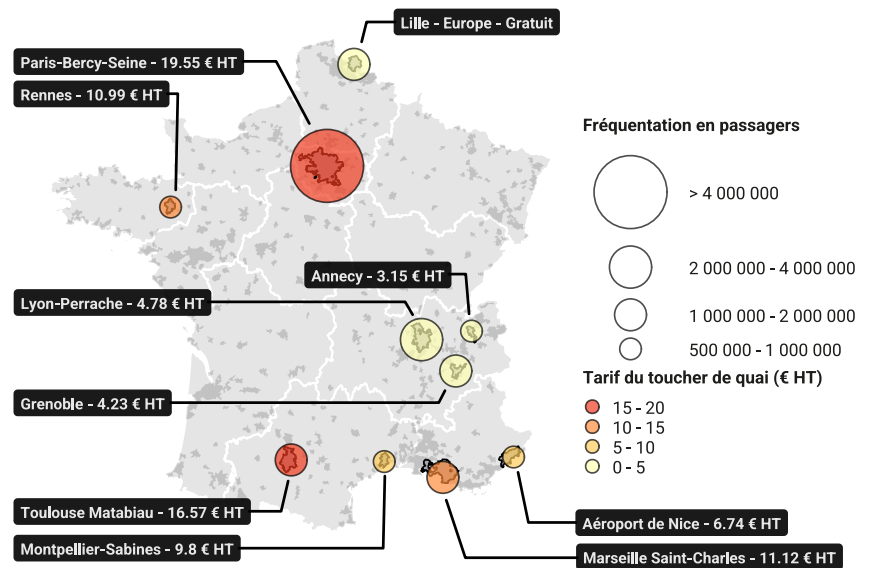 Lille - Europe - Gratuit
Paris-Bercy-Seine - 19.55 € HT
Rennes - 10.99 € HT
Annecy - 3.15 € HT
Lyon-Perrache - 4.78 € HT
Grenoble - 4.23 € HT
Toulouse Matabiau - 16.57 € HT
Montpellier-Sabines - 9.8 € HT
Aéroport de Nice - 6.74 € HT
Marseille Saint-Charles - 11.12 € HT
Fréquentation en passagers
> 4 000 000
2 000 000 - 4 000 000
1 000 000 - 2 000 000
500 000 - 1 000 000
Tarif du toucher de quai (€ HT)
15 - 20
10 - 15
5 - 10
0 - 5